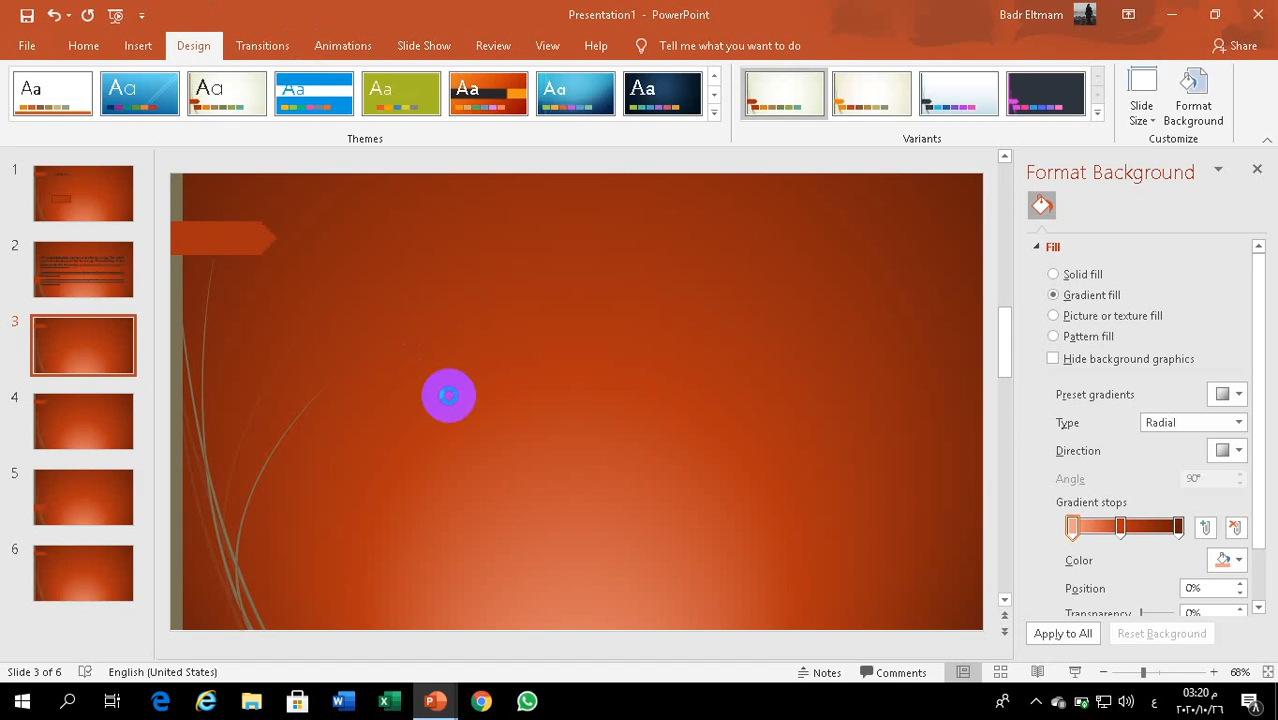 Presentation1 - PowerPoint
Badr Eltmam
File Home Insert Design Transitions Animations Slide Show Review View Help Tell me what you want to do Share
Aa Aa Aa Aa Aa Aa Aa Aa
Slide Size
Format Background
Themes
Variants
Customize
Format Background
Fill
Solid fill
Gradient fill
Picture or texture fill
Pattern fill
Hide background graphics
Preset gradients
Type Radial
Direction
Angle 90°
Gradient stops
Color
Position 0%
Transparency 0%
Apply to All Reset Background
1
2
3
4
5
6
Slide 3 of 6 English (United States) Notes Comments 68%
ع
03:20 م
٢٠٢٠/١٠/٢٦